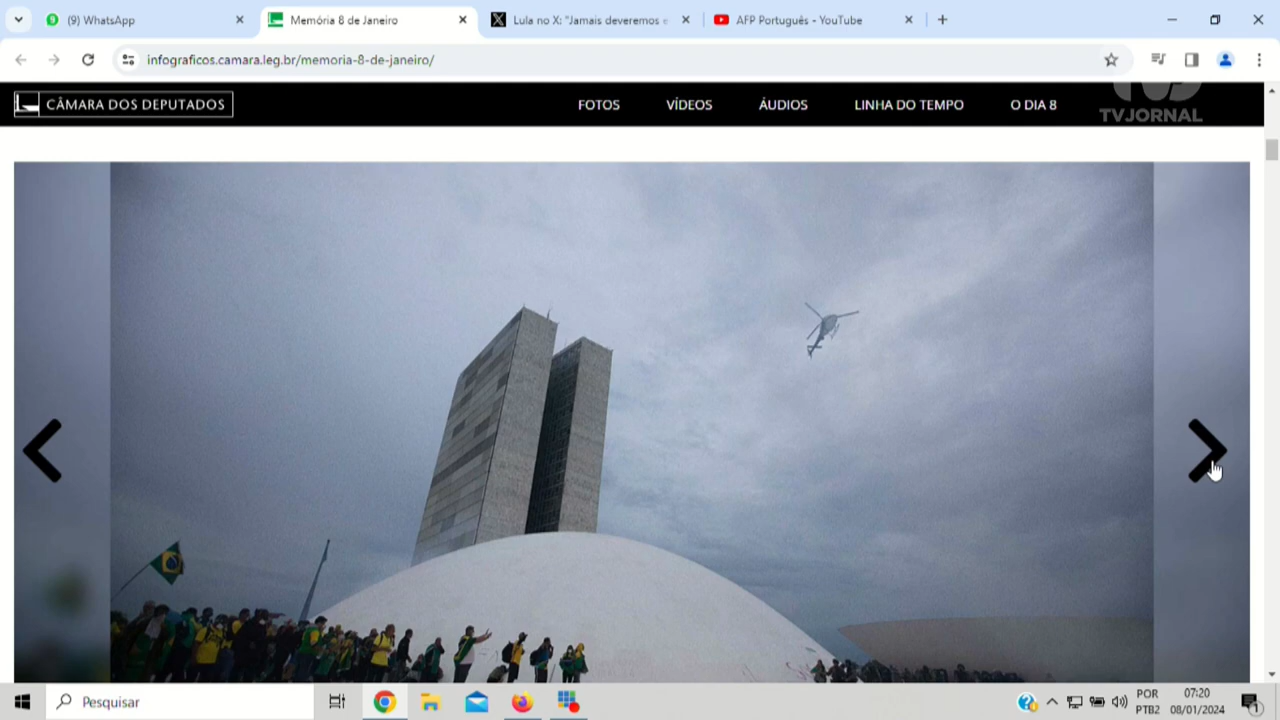 (9) WhatsApp
Memória 8 de Janeiro
Lula no X: "Jamais deveremos e
AFP Português - YouTube
infograficos.camara.leg.br/memoria-8-de-janeiro/
CÂMARA DOS DEPUTADOS
FOTOS
VÍDEOS
ÁUDIOS
LINHA DO TEMPO
O DIA 8
TVJORNAL
Pesquisar
POR
PTB2
07:20
08/01/2024
1